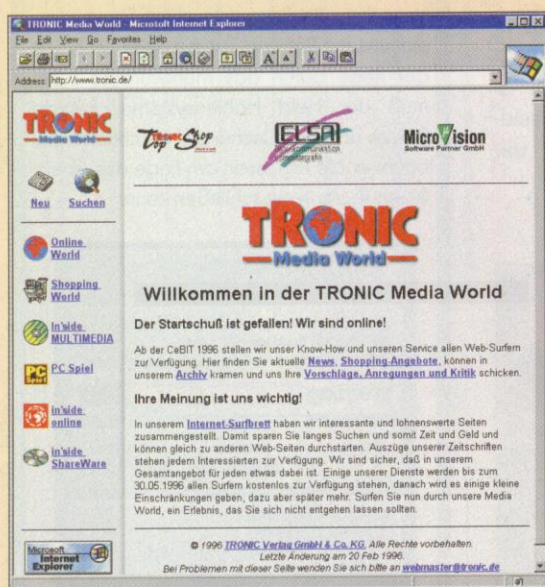 TRONIC Media World - Microsoft Internet Explorer
File Edit View Go Favorites Help
Address: http://www.tronic.de/
TRONIC
Media World
Neu Suchen
Online
World
Shopping
World
in'side
MULTIMEDIA
PC Spiel
in'side
online
in'side
ShareWare
Microsoft
Internet
Explorer
Top Shop
ELSA
MicroVision
Software Partner GmbH
TRONIC
Media World
Willkommen in der TRONIC Media World
Der Startschuß ist gefallen! Wir sind online!
Ab der CeBIT 1996 stellen wir unser Know-How und unseren Service allen Web-Surfern
zur Verfügung. Hier finden Sie aktuelle News, Shopping-Angebote, können in
unserem Archiv kramen und uns Ihre Vorschläge, Anregungen und Kritik schicken.
Ihre Meinung ist uns wichtig!
In unserem Internet-Surfbrett haben wir interessante und lohnenswerte Seiten
zusammengestellt. Damit sparen Sie langes Suchen und somit Zeit und Geld und
können gleich zu anderen Web-Seiten durchstarten. Auszüge unserer Zeitschriften
stehen jedem Interessierten zur Verfügung. Wir sind sicher, daß in unserem
Gesamtangebot für jeden etwas dabei ist. Einige unserer Dienste werden bis zum
30.05.1996 allen Surfern kostenlos zur Verfügung stehen, danach wird es einige kleine
Einschränkungen geben, dazu aber später mehr. Surfen Sie nun durch unsere Media
World, ein Erlebnis, das Sie sich nicht entgehen lassen sollten.
© 1996 TRONIC Verlag GmbH & Co. KG. Alle Rechte vorbehalten.
Letzte Änderung am 20 Feb 1996.
Bei Problemen mit dieser Seite wenden Sie sich bitte an webmaster@tronic.de